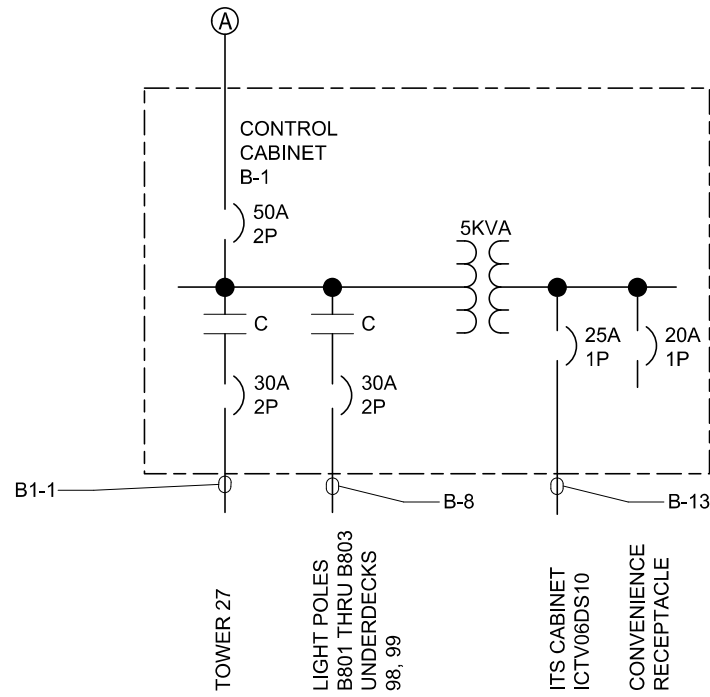 A
CONTROL
CABINET
B-1
50A
2P
5KVA
C
C
25A
1P
20A
1P
30A
2P
30A
2P
B1-1
B-8
B-13
TOWER 27
LIGHT POLES
B801 THRU B803
UNDERDECKS
98, 99
ITS CABINET
ICTV06DS10
CONVENIENCE
RECEPTACLE